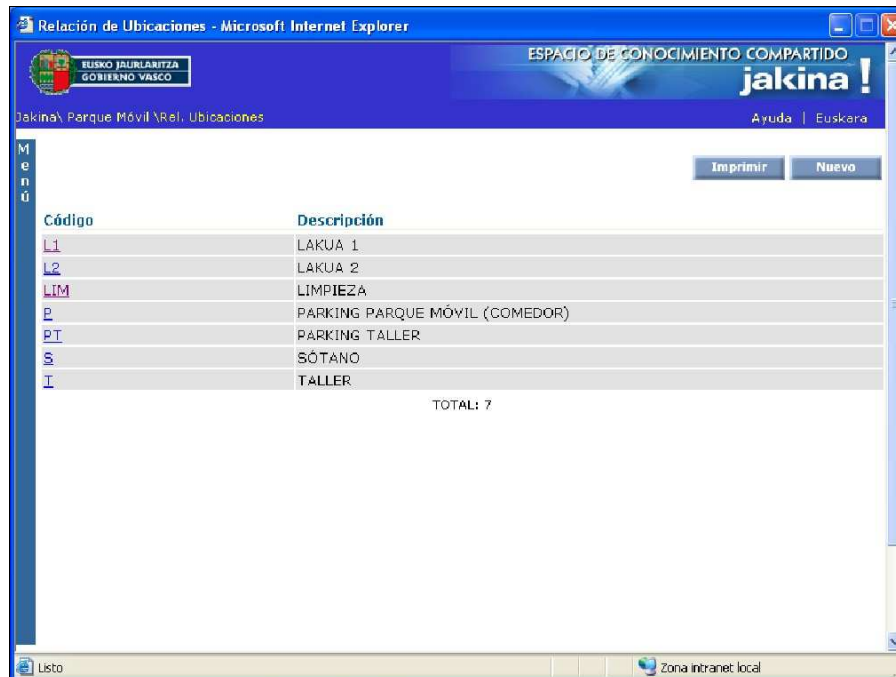 Relación de Ubicaciones - Microsoft Internet Explorer
EUSKO JAURLARITZA
GOBIERNO VASCO
ESPACIO DE CONOCIMIENTO COMPARTIDO
jakina !
Jakina\ Parque Móvil \Rel. Ubicaciones
Ayuda | Euskara
Menú
Imprimir Nuevo
Código Descripción
L1 LAKUA 1
L2 LAKUA 2
LIM LIMPIEZA
P PARKING PARQUE MÓVIL (COMEDOR)
PT PARKING TALLER
S SÓTANO
T TALLER
TOTAL: 7
Listo Zona intranet local